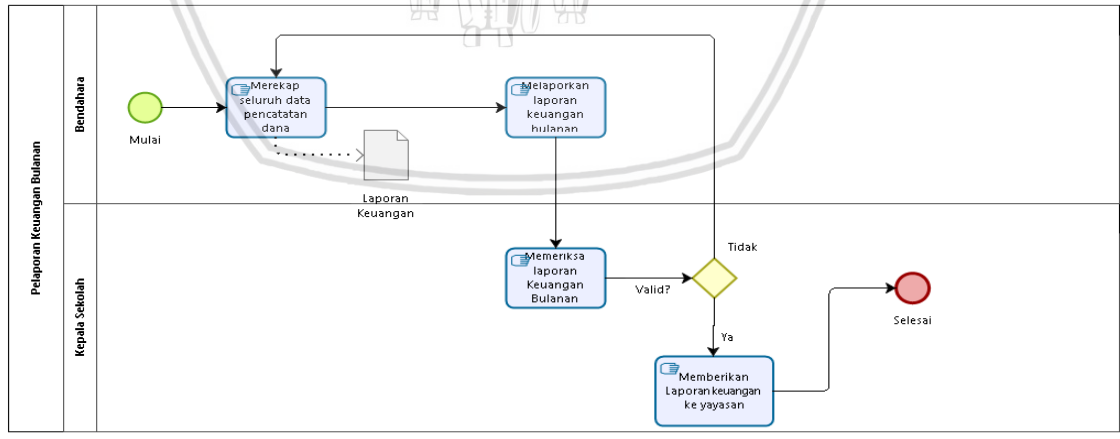 Pelaporan Keuangan Bulanan
Bendahara
Mulai
Merekap
seluruh data
pencatatan
dana
Laporan
Keuangan
Melaporkan
laporan
keuangan
bulanan
Kepala Sekolah
Memeriksa
laporan
Keuangan
Bulanan
Valid?
Tidak
Ya
Memberikan
Laporan keuangan
ke yayasan
Selesai